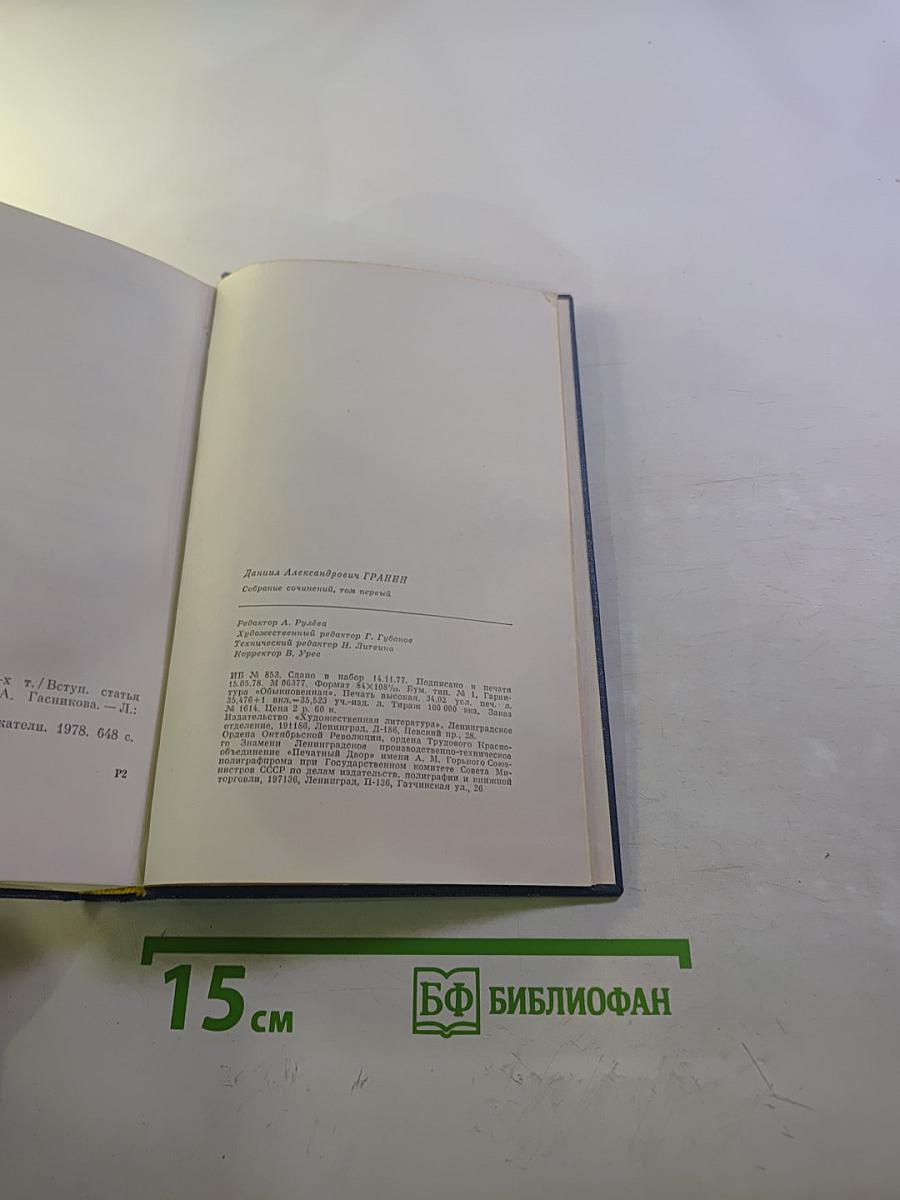 -х т./Вступ. статья
А. Гасникова. — Л.:
катели. 1978. 648 с.
Р2
Даниил Александрович ГРАНИН
Собрание сочинений, том первый
Редактор А. Рулёва
Художественный редактор Г. Губанов
Технический редактор Н. Литвина
Корректор В. Урес
ИБ № 853. Сдано в набор 14.11.77. Подписано к печати
15.05.78. М 06377. Формат 84×108¹/₃₂. Бум. тип. № 1. Гарни-
тура «Обыкновенная». Печать высокая. 34,02 усл. печ. л.
35,476+1 вкл.=35,523 уч.-изд. л. Тираж 100 000 экз. Заказ
№ 1614. Цена 2 р. 60 к.
Издательство «Художественная литература», Ленинградское
отделение, 191186, Ленинград, Д-186, Невский пр., 28.
Ордена Октябрьской Революции, ордена Трудового Красно-
го Знамени Ленинградское производственно-техническое
объединение «Печатный Двор» имени А. М. Горького Союз-
полиграфпрома при Государственном комитете Совета Ми-
нистров СССР по делам издательств, полиграфии и книжной
торговли, 197136, Ленинград, П-136, Гатчинская ул., 26
15 см
БФ БИБЛИОФАН